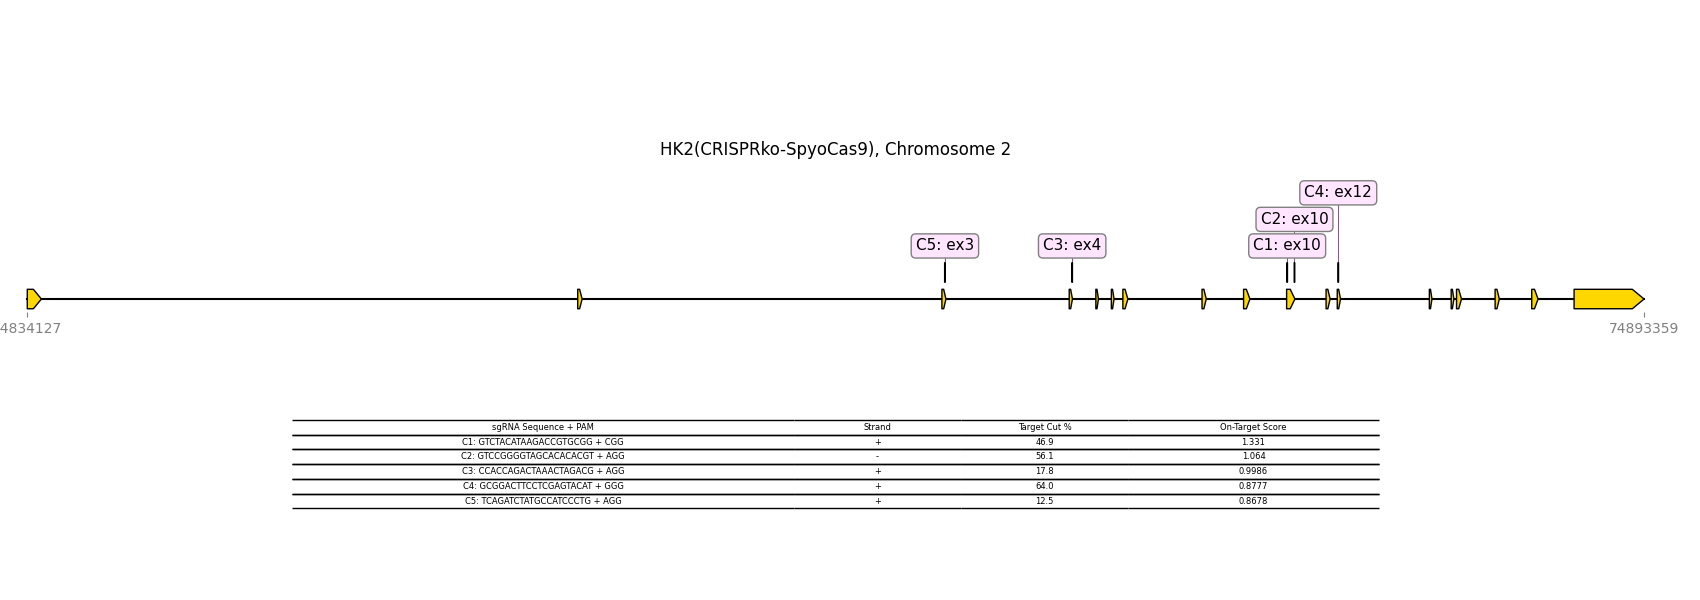 HK2(CRISPRko-SpyoCas9), Chromosome 2
C4: ex12
C2: ex10
C5: ex3 C3: ex4 C1: ex10
4834127 74893359
sgRNA Sequence + PAM Strand Target Cut % On-Target Score
C1: GTCTACATAAGACCGTGCGG + CGG + 46.9 1.331
C2: GTCCGGGGTAGCACACACGT + AGG - 56.1 1.064
C3: CCACCAGACTAAACTAGACG + AGG + 17.8 0.9986
C4: GCGGACTTCCTCGAGTACAT + GGG + 64.0 0.8777
C5: TCAGATCTATGCCATCCCTG + AGG + 12.5 0.8678